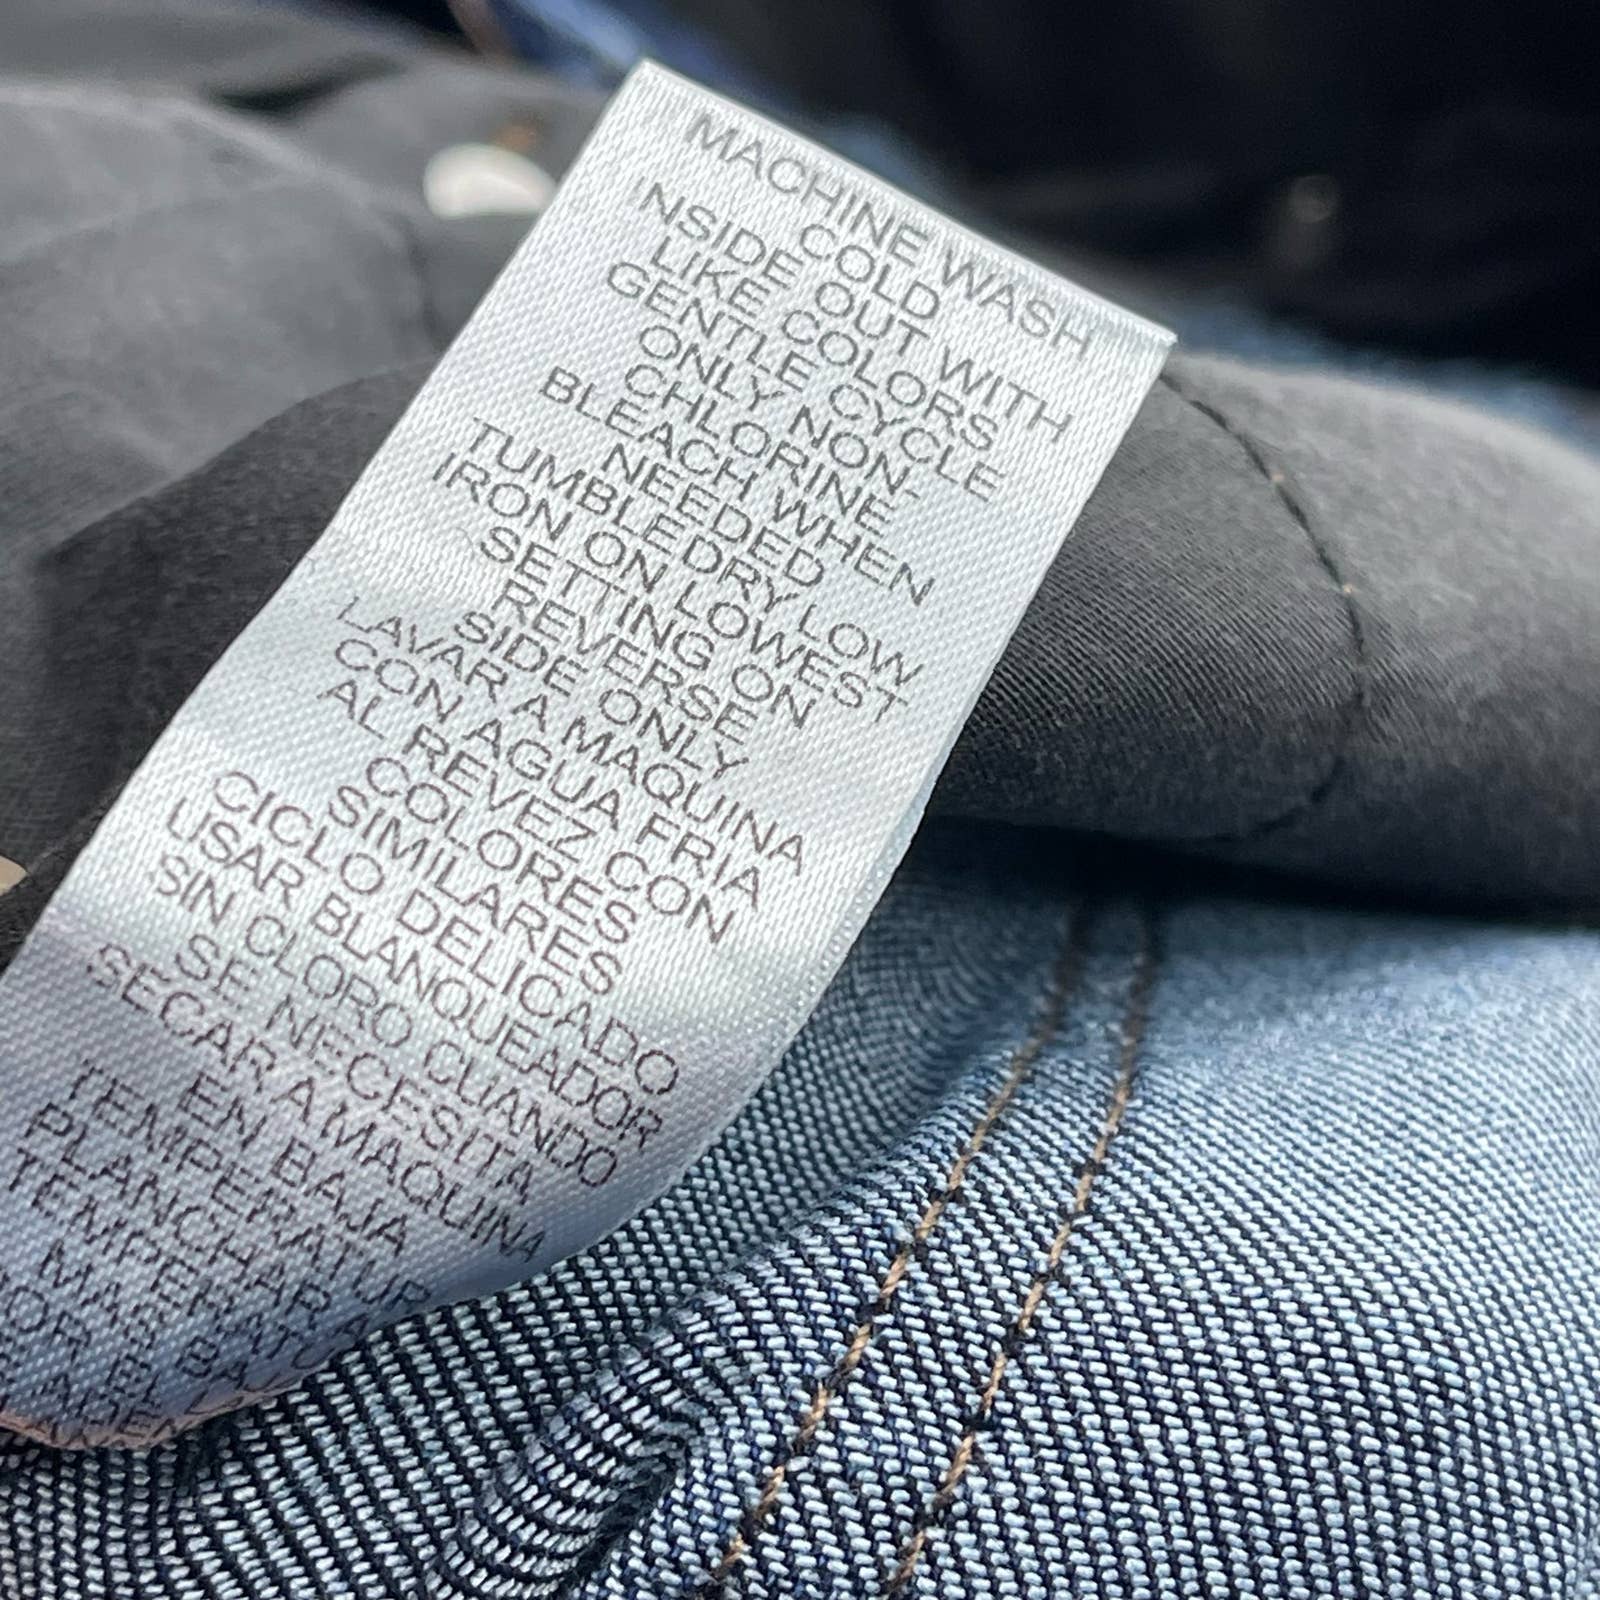 MACHINE WASH
COLD
INSIDE OUT WITH
LIKE COLORS
GENTLE CYCLE
ONLY NON-
CHLORINE
BLEACH WHEN
NEEDED
TUMBLE DRY LOW
IRON ON LOWEST
SETTING ON
REVERSE
SIDE ONLY
LAVAR A MAQUINA
CON AGUA FRIA
AL REVEZ CON
COLORES
SIMILARES
CICLO DELICADO
USAR BLANQUEADOR
SIN CLORO CUANDO
SE NECESITA
SECAR A MAQUINA
EN BAJA
TEMPERATUR
PLANCHAR